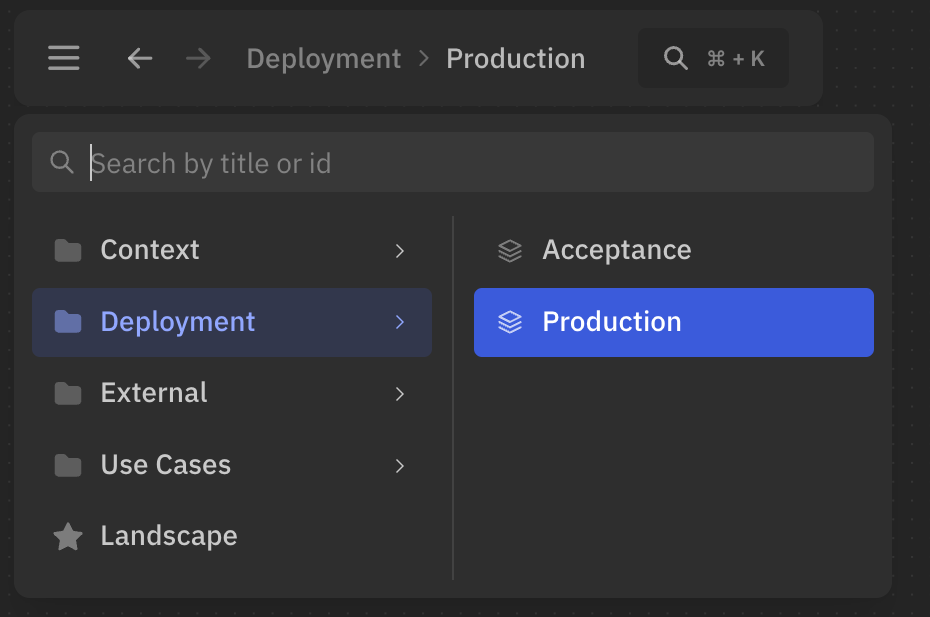 Deployment > Production ⌘ + K
Search by title or id
Context
Deployment
External
Use Cases
Landscape
Acceptance
Production